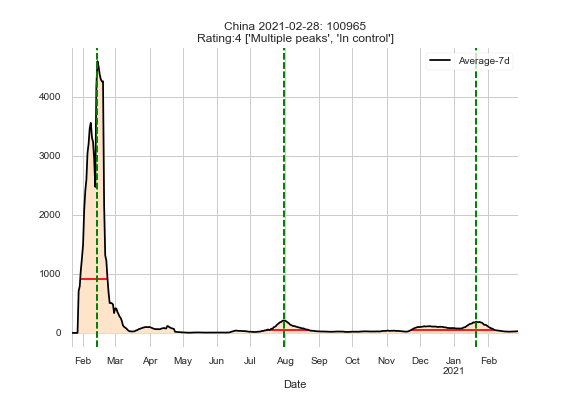 China 2021-02-28: 100965
Rating:4 ['Multiple peaks', 'In control']
Average-7d
4000
3000
2000
1000
0
Feb Mar Apr May Jun Jul Aug Sep Oct Nov Dec Jan Feb
2021
Date